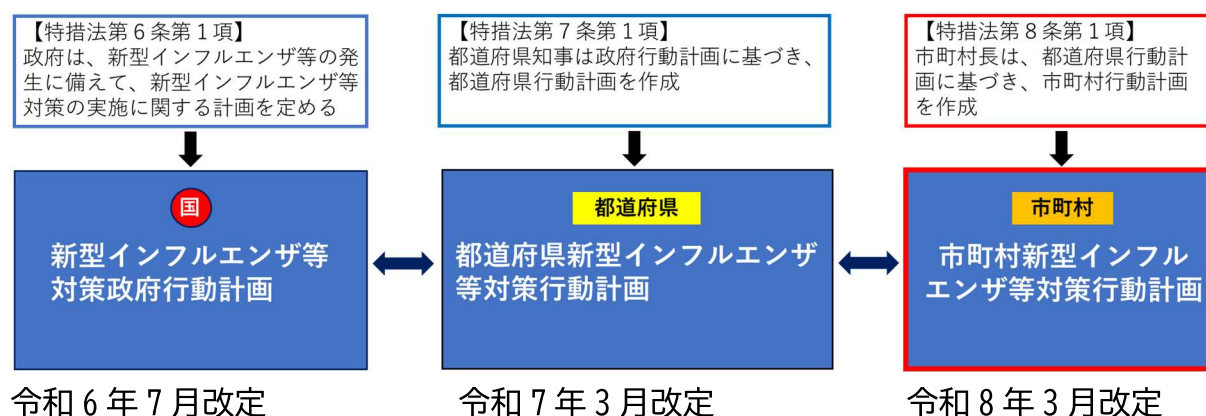 【特措法第６条第１項】
政府は、新型インフルエンザ等の発
生に備えて、新型インフルエンザ等
対策の実施に関する計画を定める
【特措法第７条第１項】
都道府県知事は政府行動計画に基づき、
都道府県行動計画を作成
【特措法第８条第１項】
市町村長は、都道府県行動計
画に基づき、市町村行動計画
を作成
国
新型インフルエンザ等
対策政府行動計画
都道府県
都道府県新型インフルエンザ
等対策行動計画
市町村
市町村新型インフル
エンザ等対策行動計画
令和６年７月改定
令和７年３月改定
令和８年３月改定